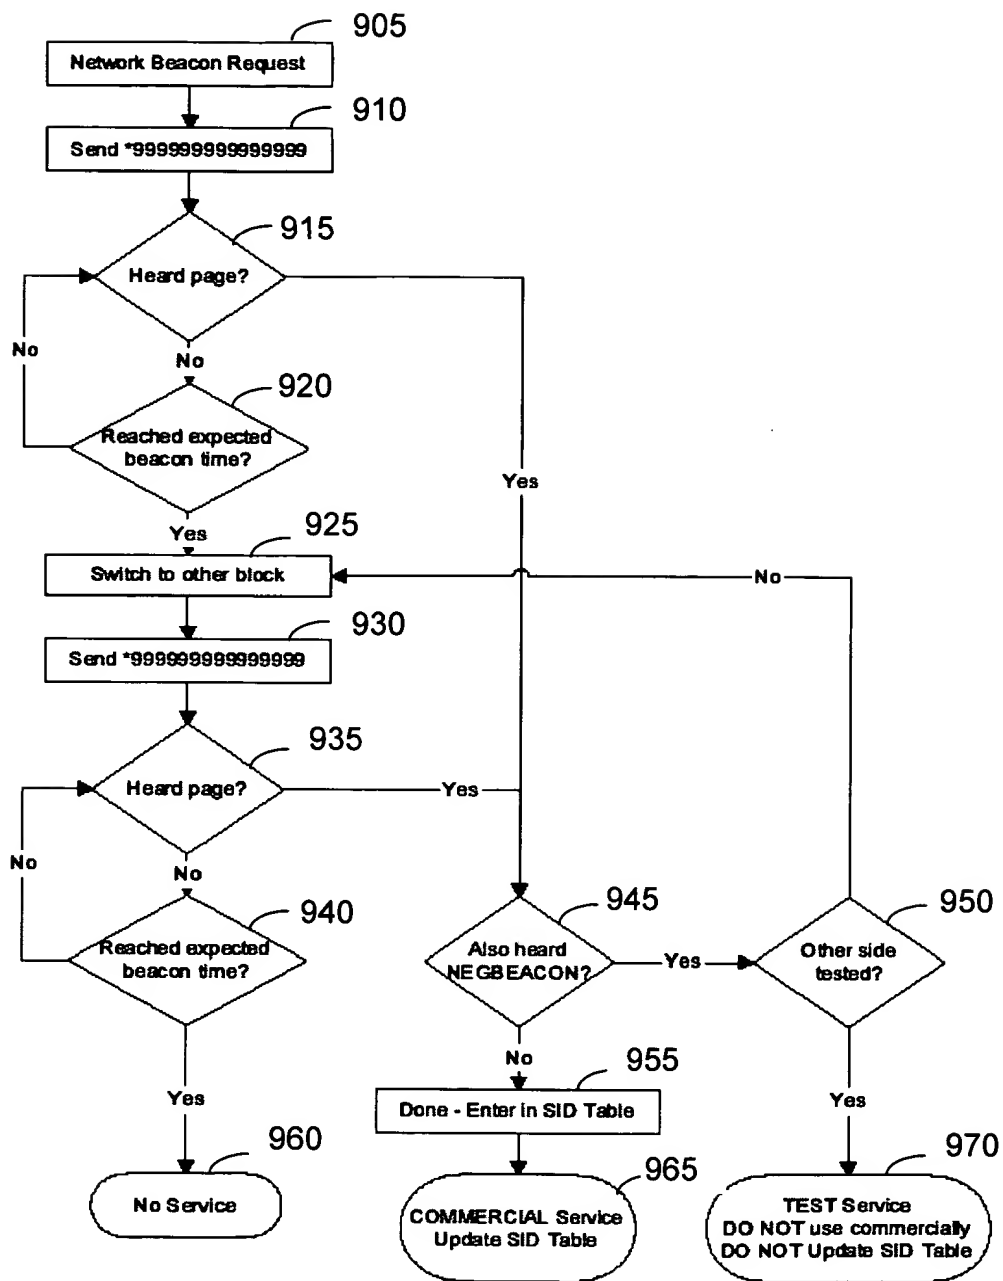 905
Network Beacon Request
910
Send *999999999999999
915
Heard page?
No
No
920
Reached expected
beacon time?
Yes
Yes
925
Switch to other block
No
930
Send *999999999999999
935
Heard page?
Yes
No
No
940
Reached expected
beacon time?
945
Also heard
NEGBEACON?
Yes
950
Other side
tested?
No
955
Yes
Done - Enter in SID Table
Yes
960
No Service
965
COMMERCIAL Service
Update SID Table
970
TEST Service
DO NOT use commercially
DO NOT Update SID Table